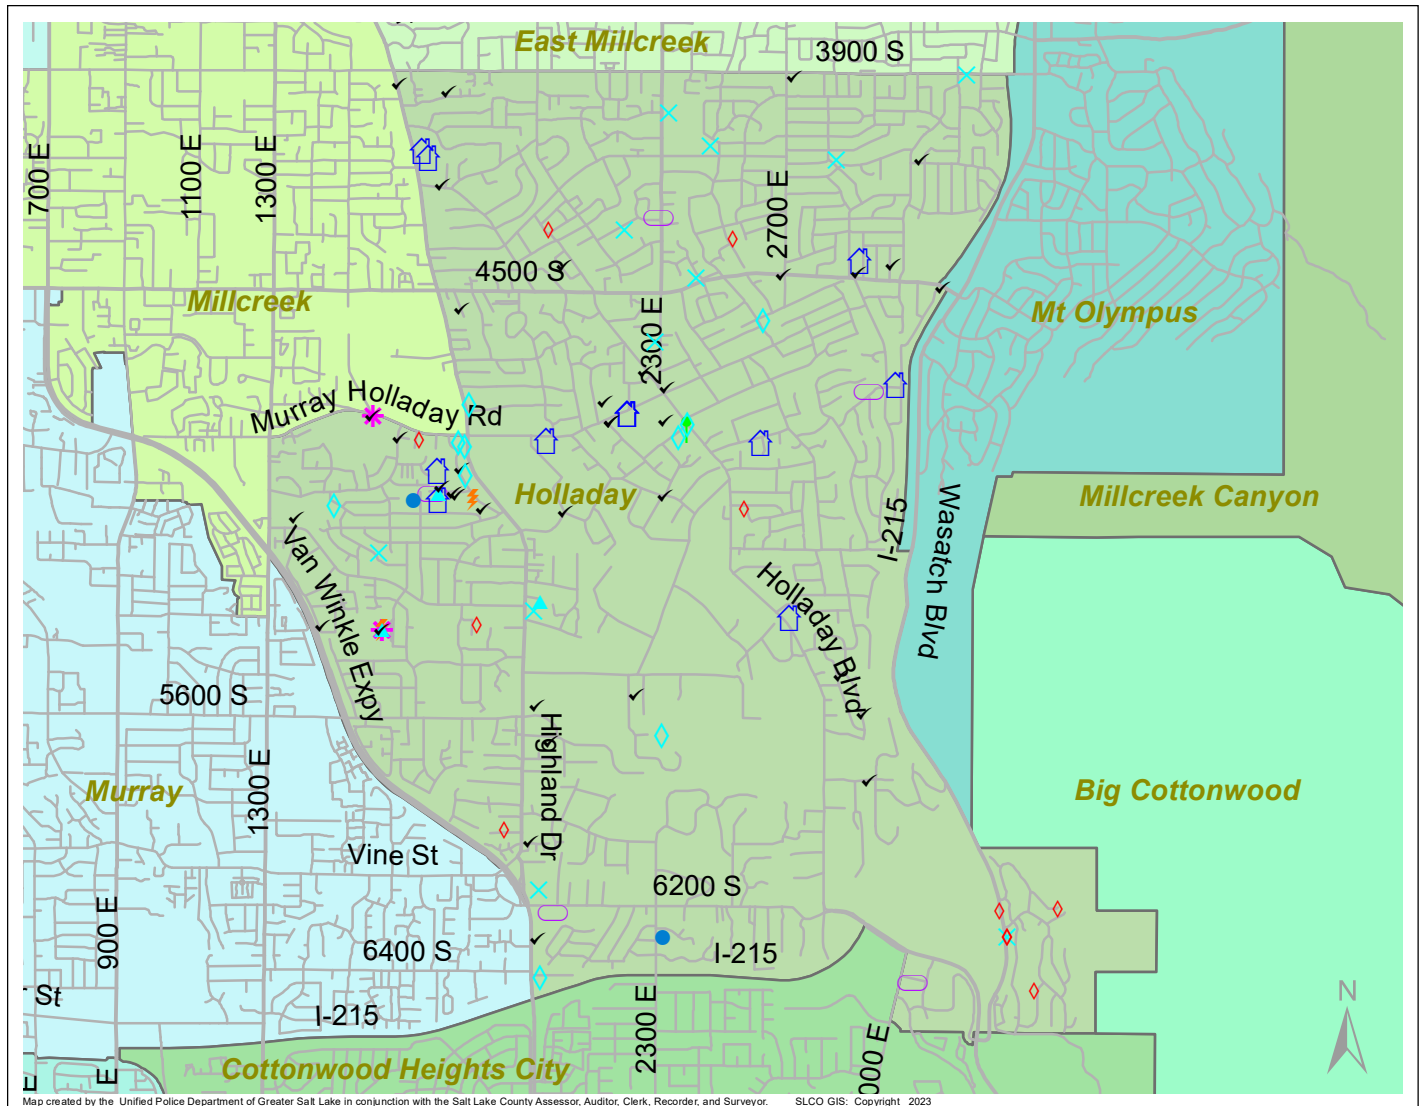 East Millcreek
3900 S
700 E
1100 E
1300 E
2700 E
4500 S
Millcreek
2300 E
Mt Olympus
Murray Holladay Rd
Holladay
Millcreek Canyon
I-215
Wasatch Blvd
Van Winkle Expy
Holladay Blvd
5600 S
Highland Dr
Murray
1300 E
Big Cottonwood
Vine St
6200 S
900 E
6400 S
I-215
St
I-215
2300 E
N
000 E
Cottonwood Heights City
E
E
Map created by the Unified Police Department of Greater Salt Lake in conjunction with the Salt Lake County Assessor, Auditor, Clerk, Recorder, and Surveyor. SLCO GIS: Copyright 2023